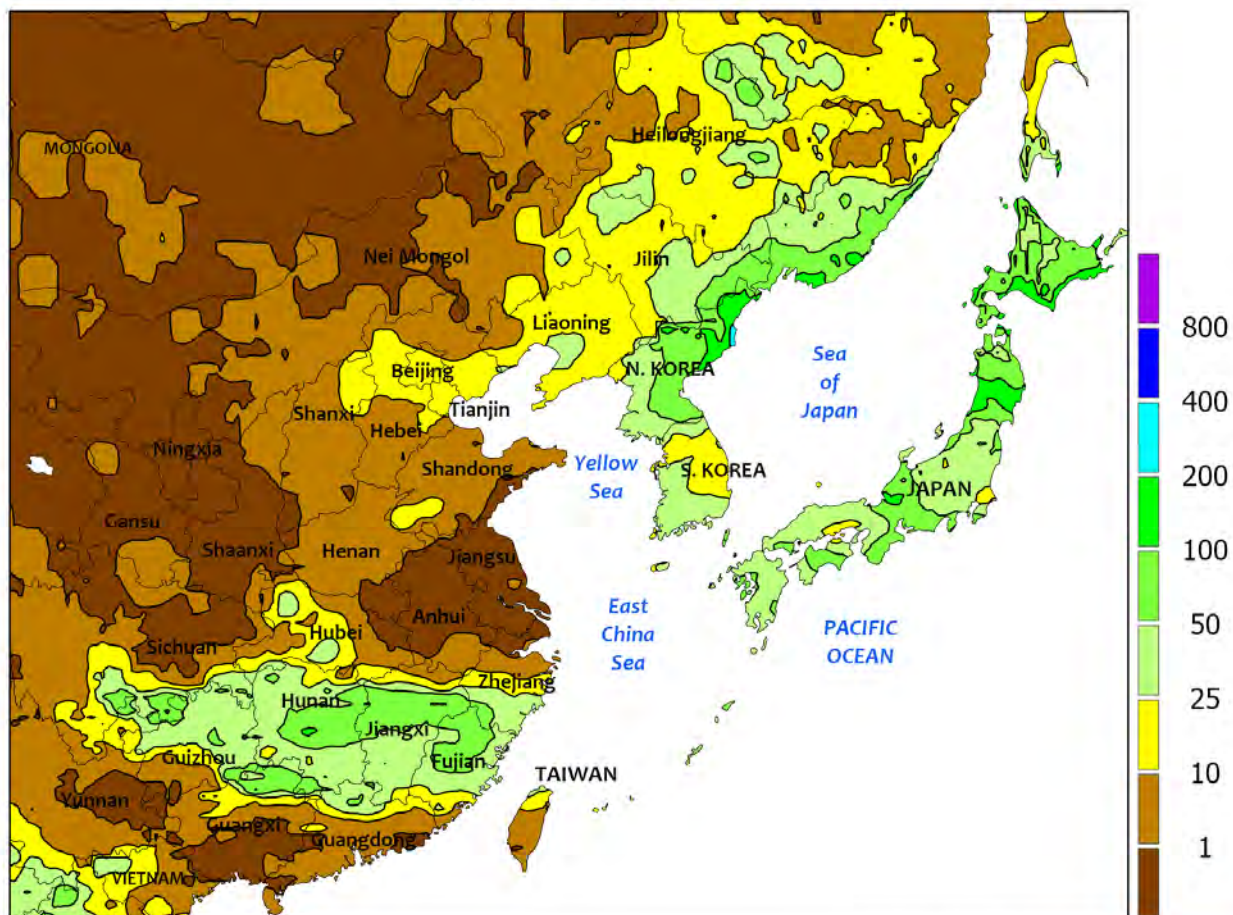 Heilongjiang
MONGOLIA
Nei Mongol
Jilin
Liaoning
800
Beijing
N. KOREA
Sea
of
Japan
400
Tianjin
Shanxi
Hebei
Ningxia
Shandong
Yellow
Sea
S. KOREA
200
JAPAN
Gansu
Shaanxi
Henan
Jiangsu
100
Anhui
East
China
Sea
PACIFIC
OCEAN
50
Hubei
Sichuan
Zhejiang
25
Hunan
Jiangxi
Guizhou
Fujian
TAIWAN
10
Yunnan
Guangxi
Guangdong
1
VIETNAM